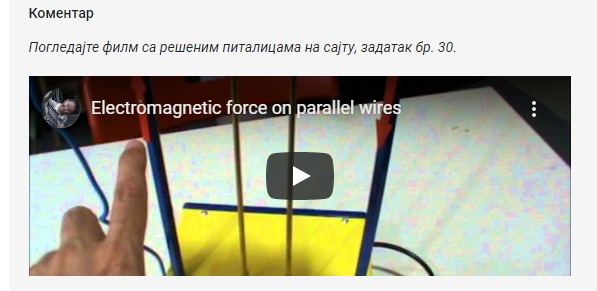 Коментар
Погледајте филм са решеним питалицама на сајту, задатак бр. 30.
Electromagnetic force on parallel wires